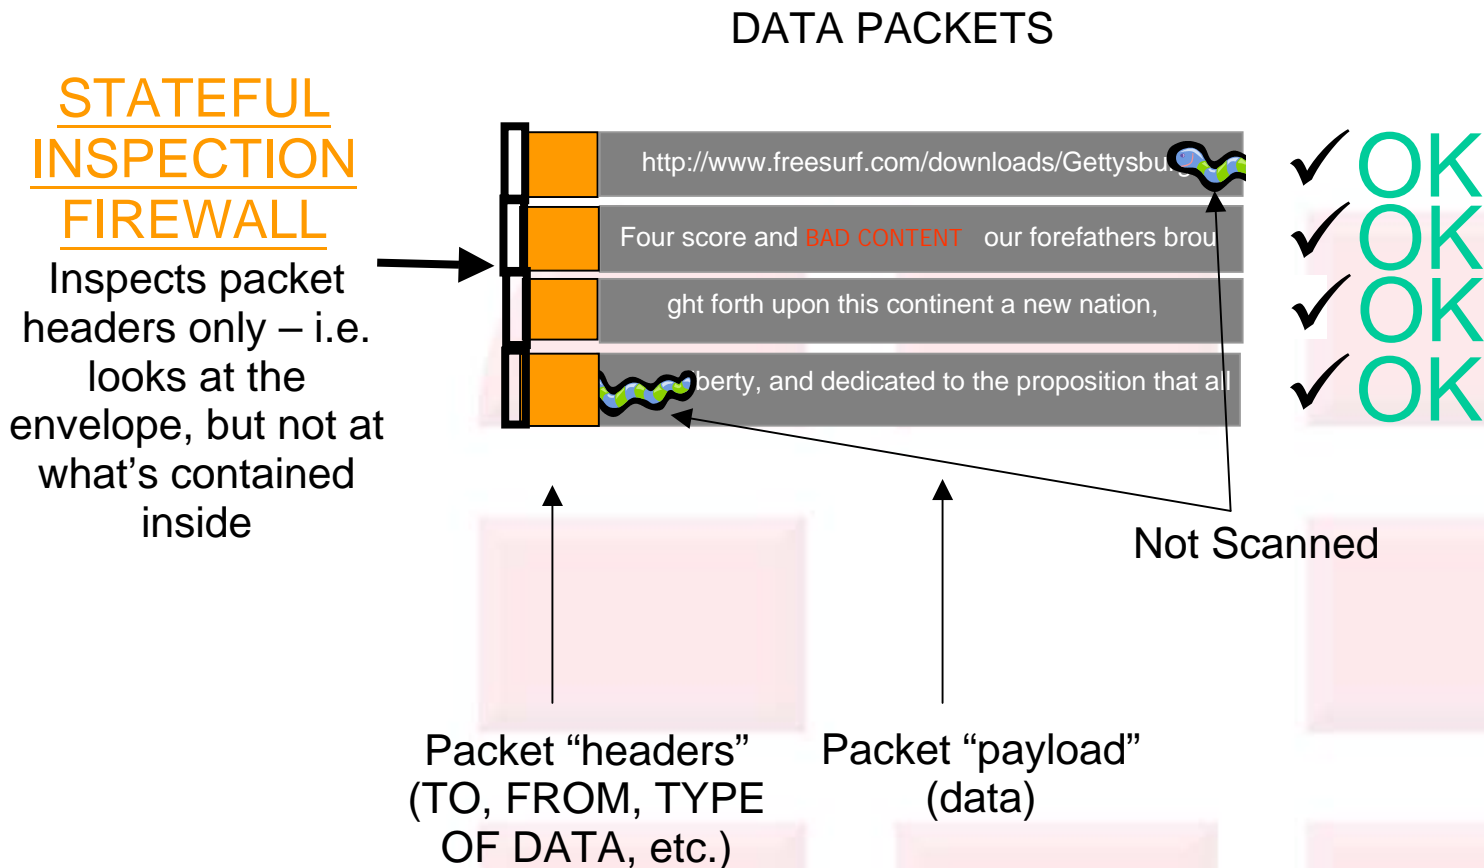 DATA PACKETS
STATEFUL
INSPECTION
FIREWALL
Inspects packet
headers only – i.e.
looks at the
envelope, but not at
what’s contained
inside
http://www.freesurf.com/downloads/Gettysburg
OK
Four score and BAD CONTENT our forefathers brou
OK
ght forth upon this continent a new nation,
OK
berty, and dedicated to the proposition that all
OK
Not Scanned
Packet “headers”
(TO, FROM, TYPE
OF DATA, etc.)
Packet “payload”
(data)